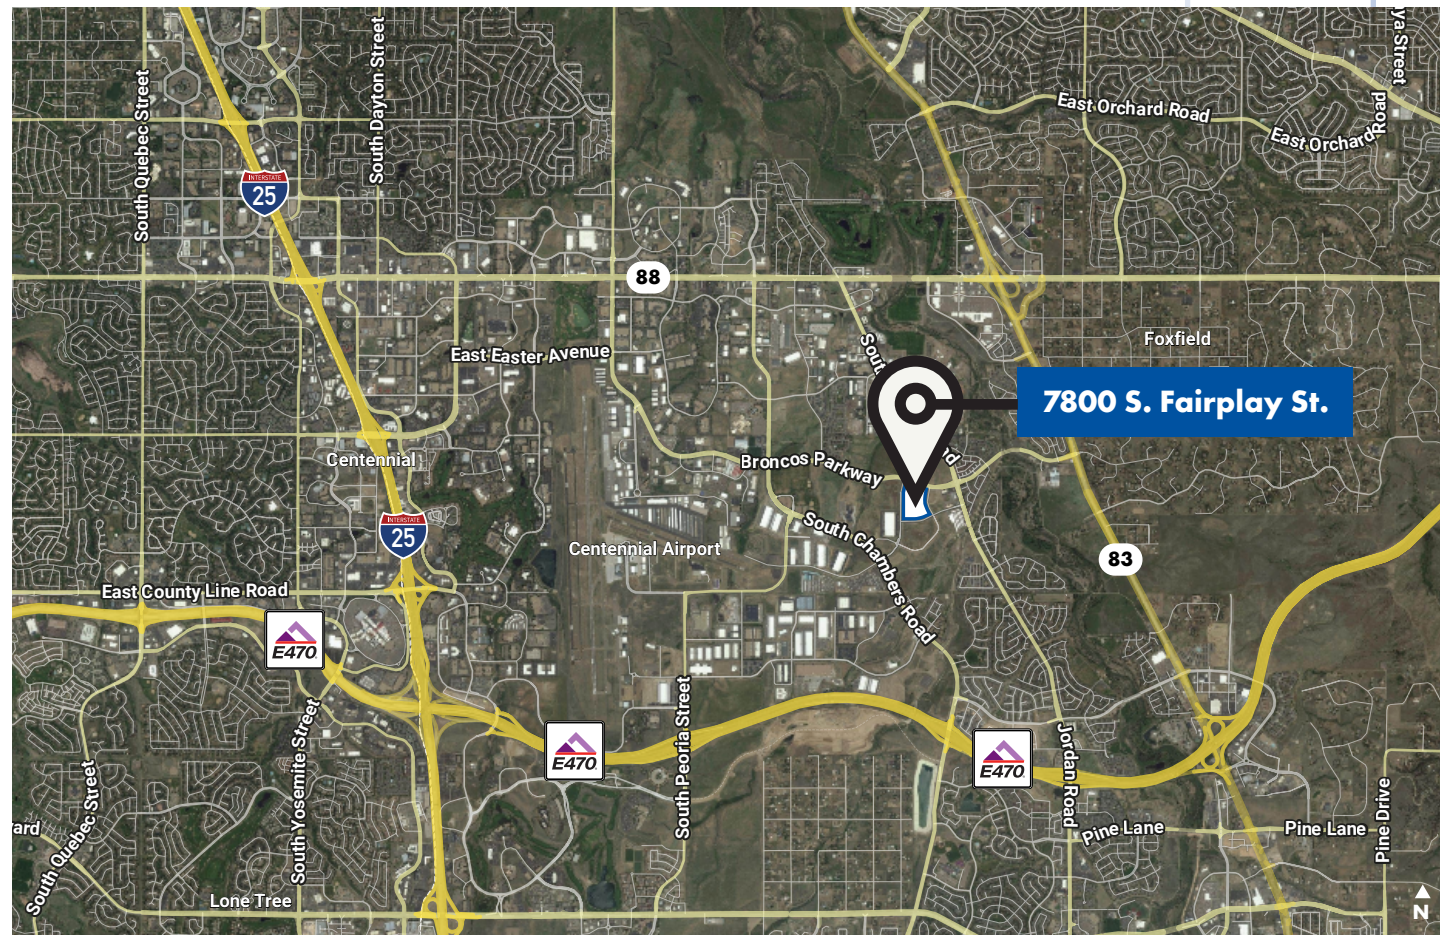 South Quebec Street
South Dayton Street
East Orchard Road
East Orchard
Road
Street
INTERSTATE
25
88
East Easter Avenue
Foxfield
7800 S. Fairplay St.
Centennial
Broncos Parkway
INTERSTATE
25
Centennial Airport
South Chambers Road
83
East County Line Road
E470
E470
E470
South Yosemite Street
South Quebec Street
South Peoria Street
Jordan Road
Pine Lane
Pine Lane
Pine Drive
Lone Tree
N